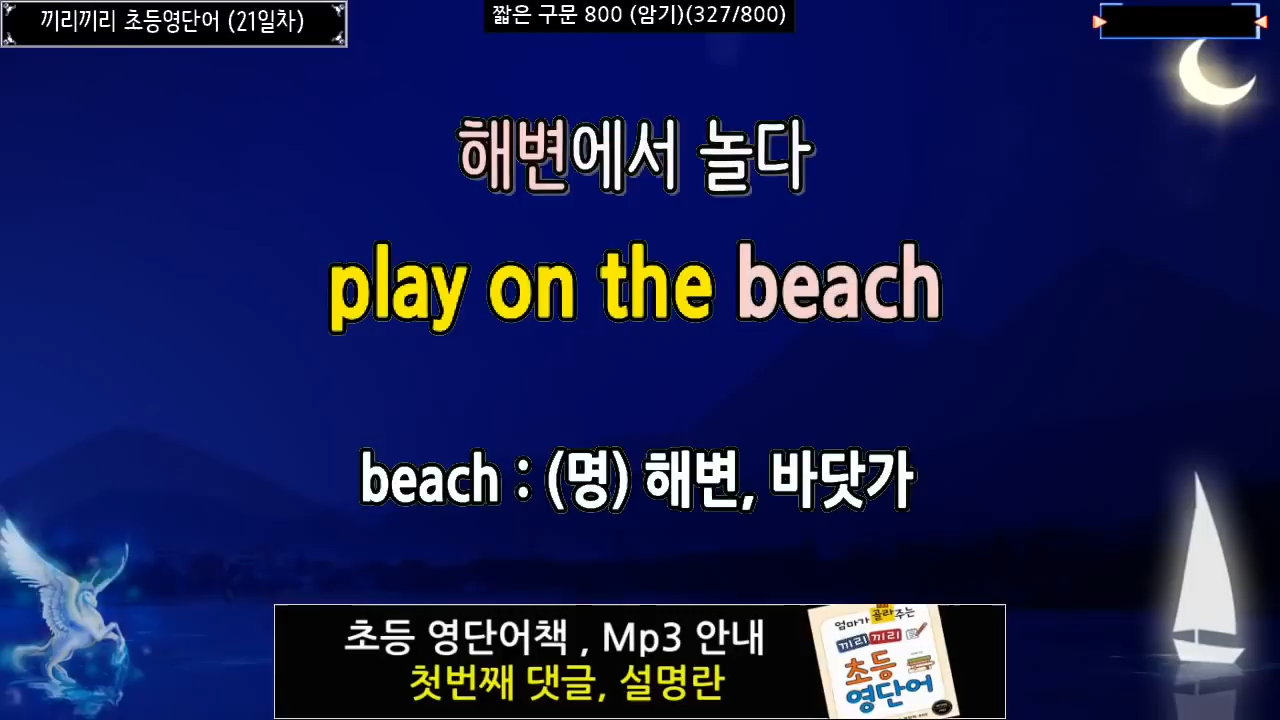 끼리끼리 초등영단어 (21일차)
짧은 구문 800 (암기)(327/800)
해변에서 놀다
play on the beach
beach : (명) 해변, 바닷가
초등 영단어책 , Mp3 안내
첫번째 댓글, 설명란
엄마가 골라주는
끼리끼리
초등
영단어